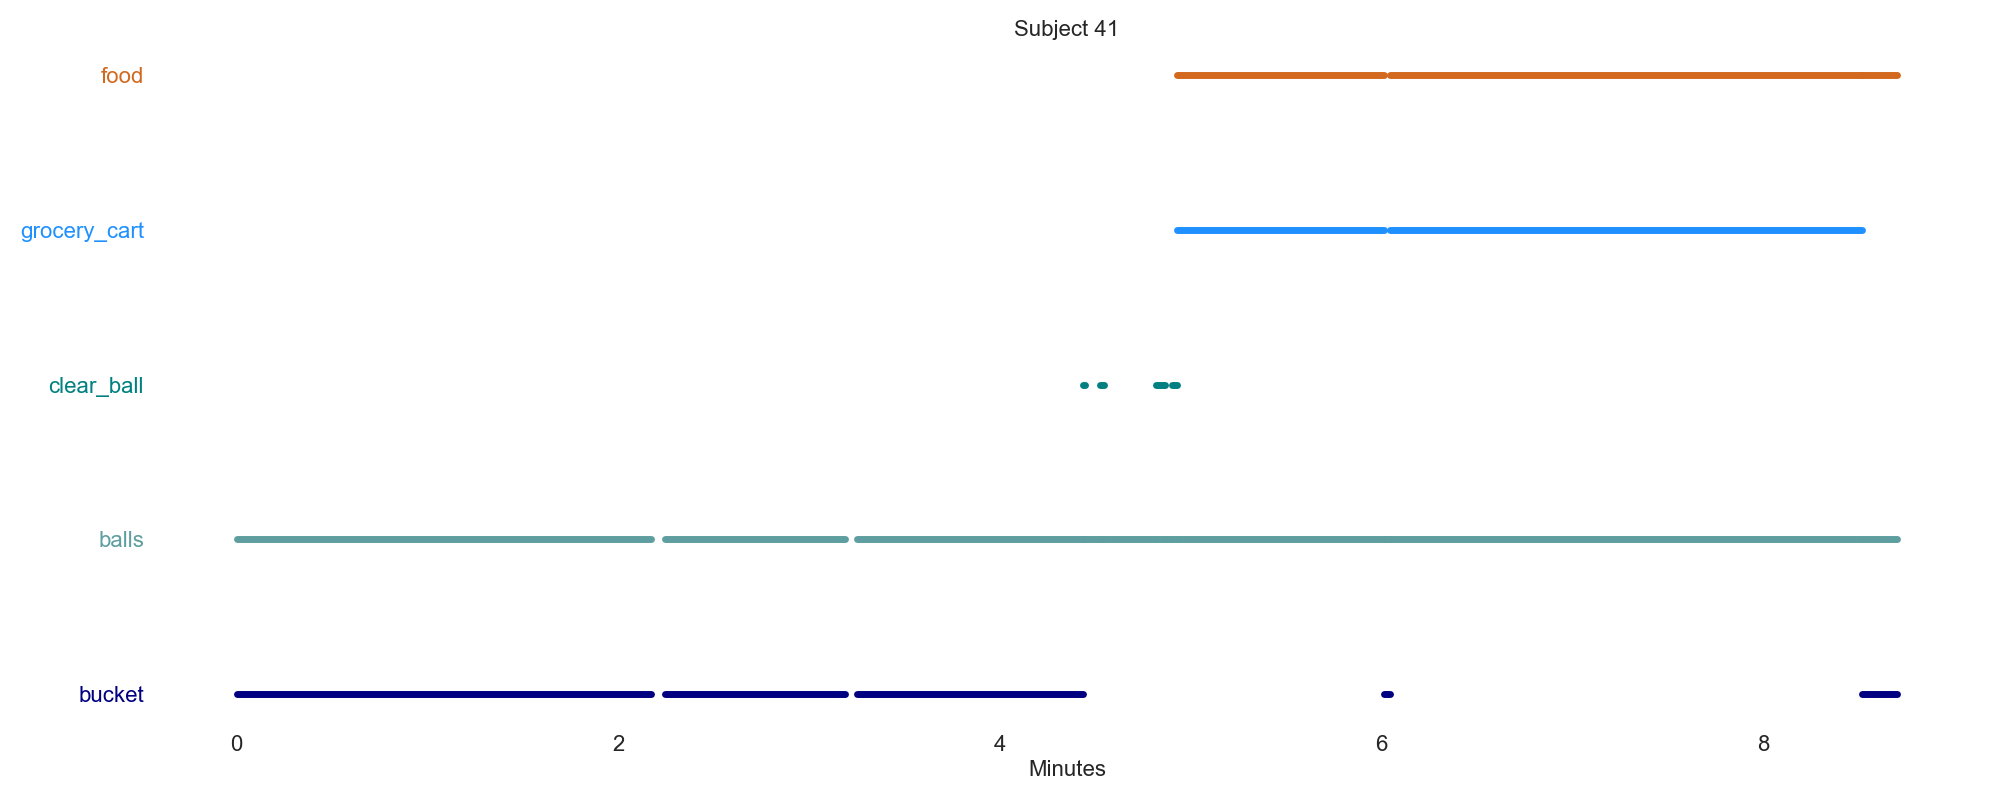 Subject 41
food
grocery_cart
clear_ball
balls
bucket
0 2 4 6 8
Minutes